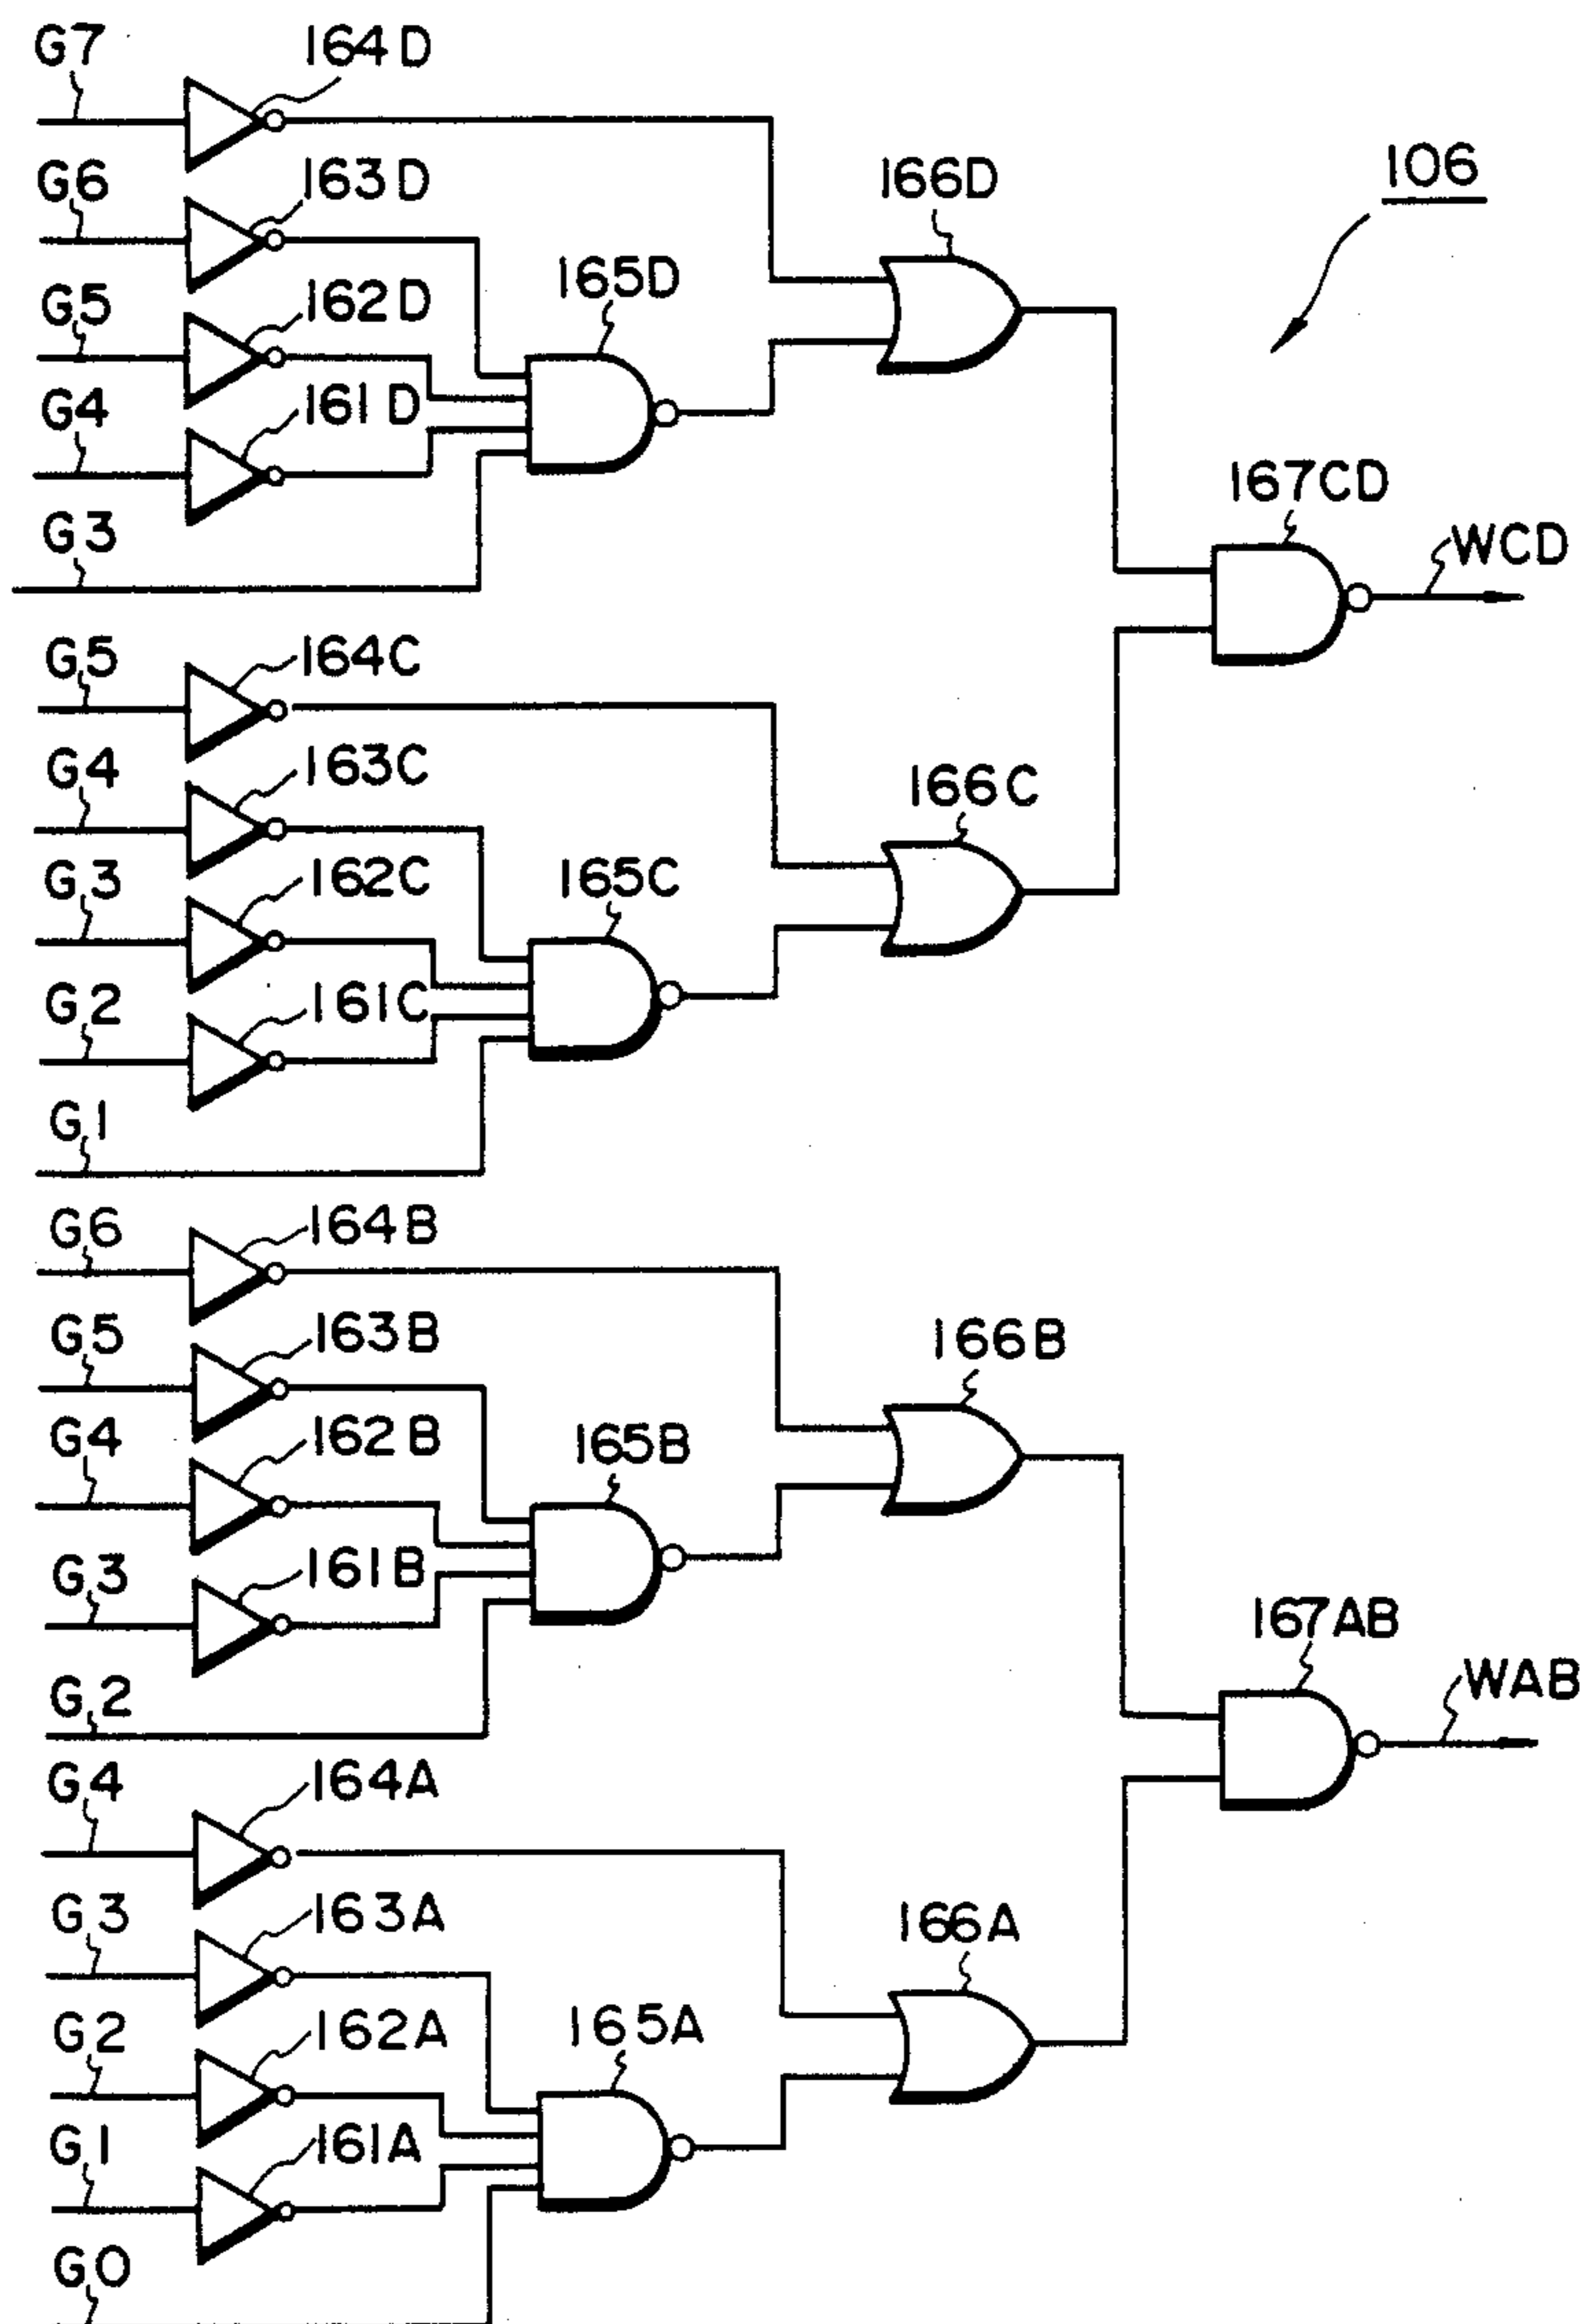 G7 164D
106
G6 163D 166D
G5 162D 165D
G4 161D
167CD
G3 WCD
G5 164C
G4 163C 166C
G3 162C 165C
G2 161C
G1
G6 164B
G5 163B 166B
G4 162B 165B
G3 161B
167AB
G2 WAB
G4 164A
G3 163A 166A
G2 162A 165A
G1 161A
G0